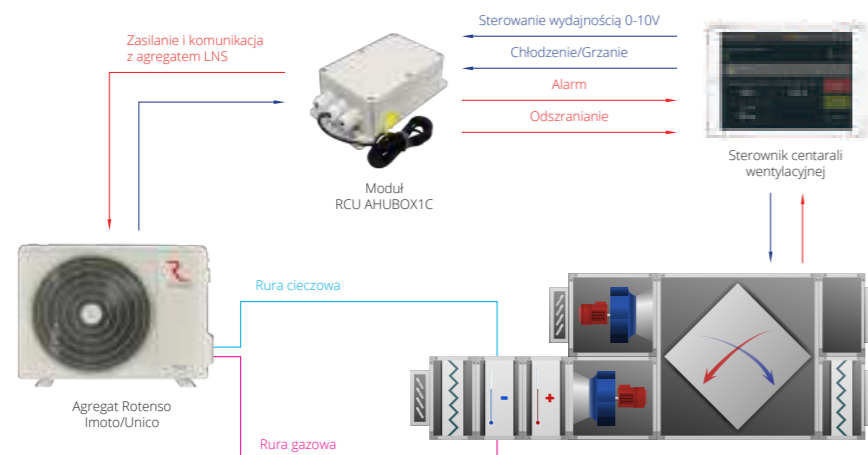 Sterowanie wydajnością 0-10V
Zasilanie i komunikacja
z agregatem LNS
Chłodzenie/Grzanie
Alarm
Odszranianie
Sterownik centarali
wentylacyjnej
Moduł
RCU AHUBOX1C
Rura cieczowa
Agregat Rotenso
Imoto/Unico
Rura gazowa